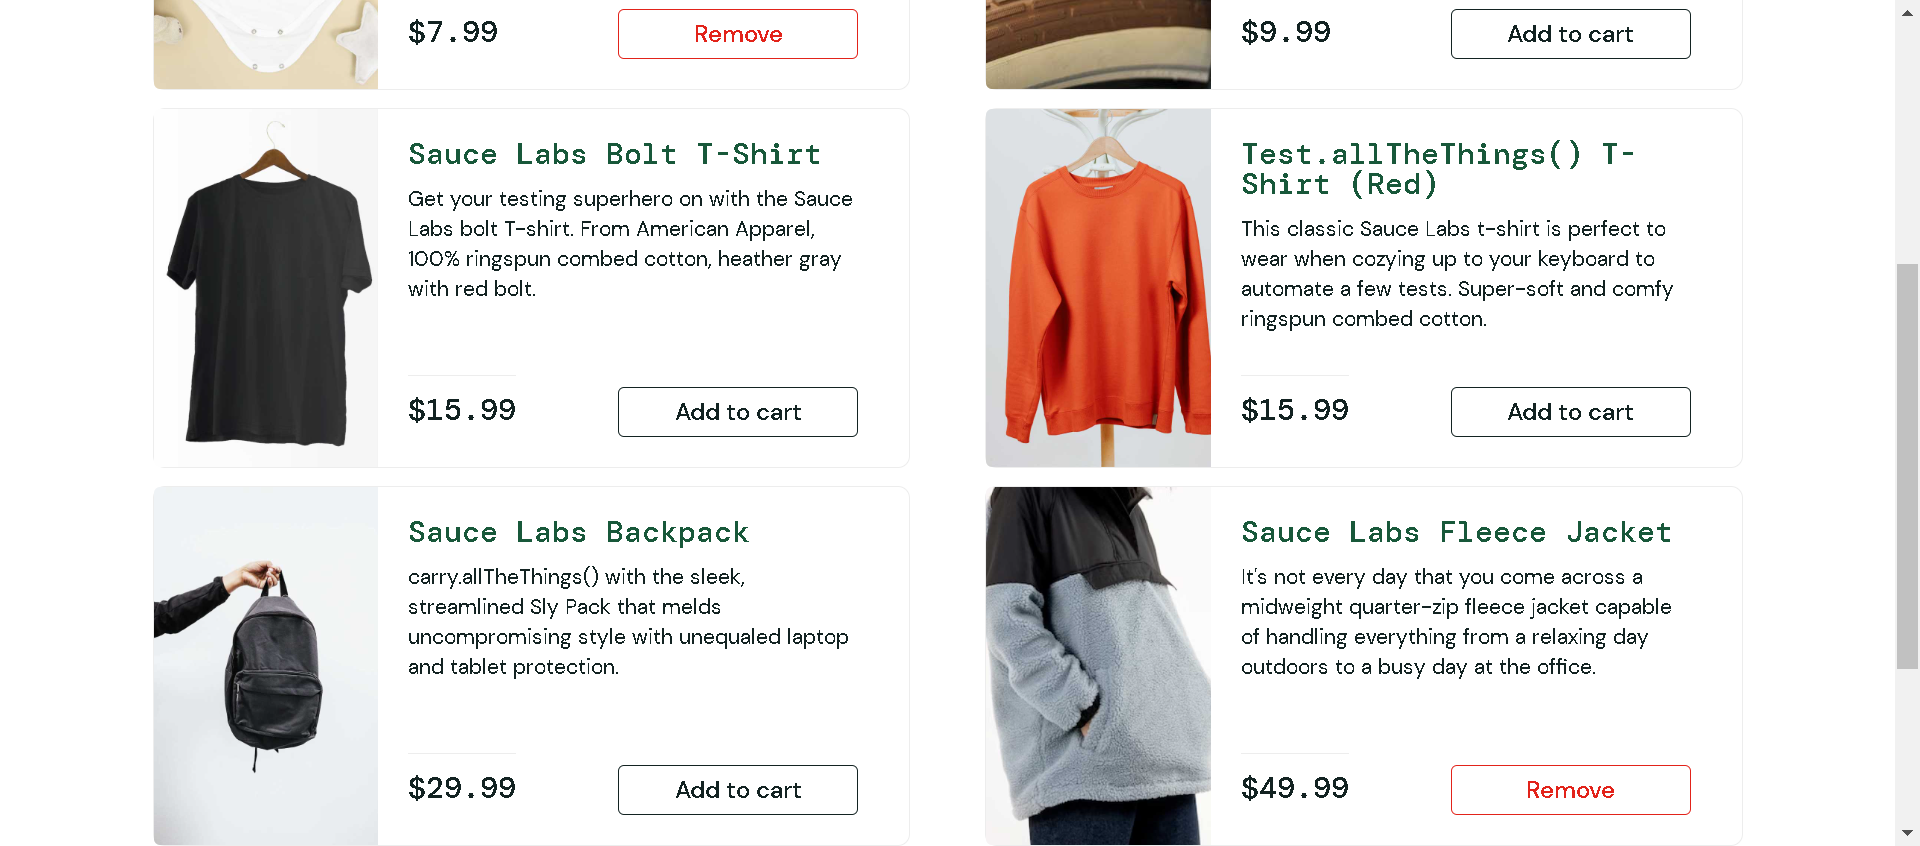 $7.99
Remove
$9.99
Add to cart
Sauce Labs Bolt T-Shirt
Get your testing superhero on with the Sauce
Labs bolt T-shirt. From American Apparel,
100% ringspun combed cotton, heather gray
with red bolt.
$15.99
Add to cart
Test.allTheThings() T-
Shirt (Red)
This classic Sauce Labs t-shirt is perfect to
wear when cozying up to your keyboard to
automate a few tests. Super-soft and comfy
ringspun combed cotton.
$15.99
Add to cart
Sauce Labs Backpack
carry.allTheThings() with the sleek,
streamlined Sly Pack that melds
uncompromising style with unequaled laptop
and tablet protection.
$29.99
Add to cart
Sauce Labs Fleece Jacket
It's not every day that you come across a
midweight quarter-zip fleece jacket capable
of handling everything from a relaxing day
outdoors to a busy day at the office.
$49.99
Remove